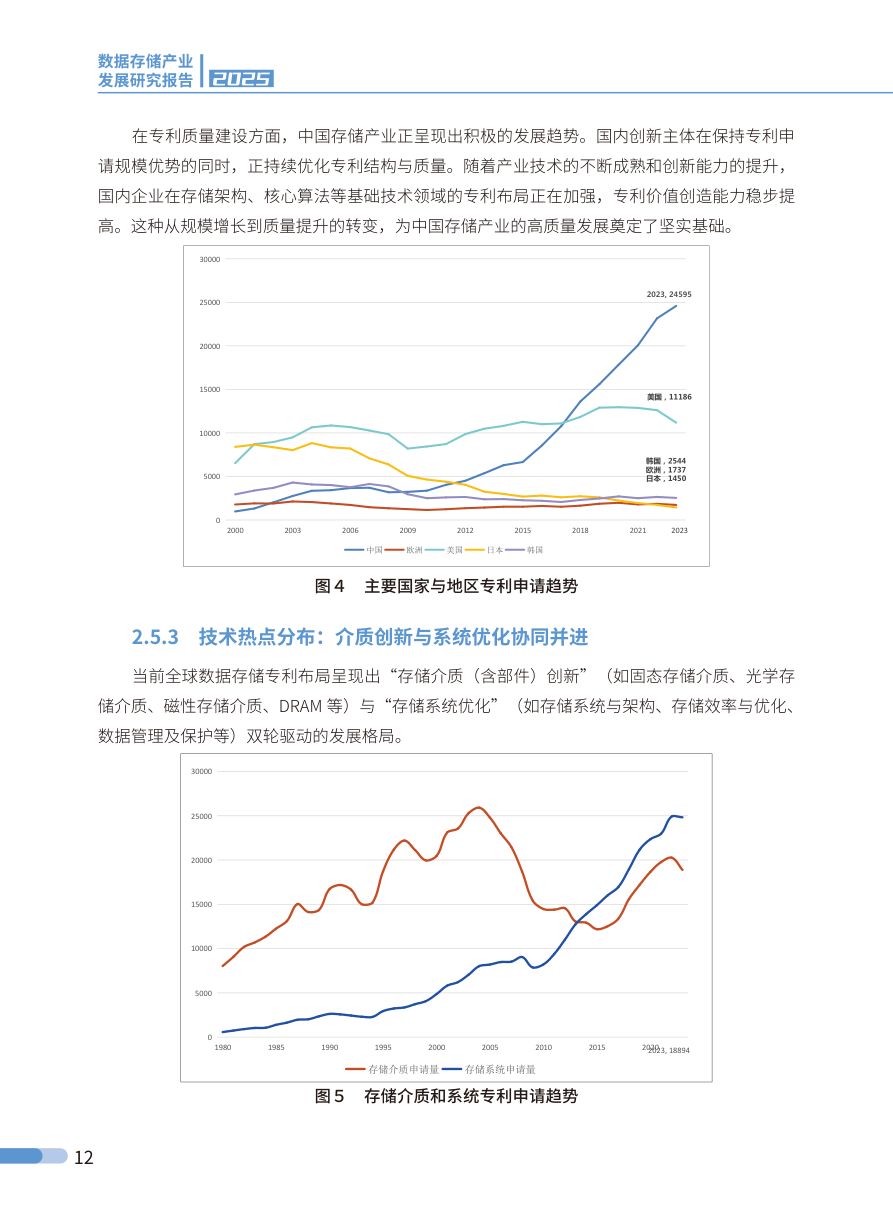 数据存储产业
发展研究报告 2025
在专利质量建设方面，中国存储产业正呈现出积极的发展趋势。国内创新主体在保持专利申
请规模优势的同时，正持续优化专利结构与质量。随着产业技术的不断成熟和创新能力的提升，
国内企业在存储架构、核心算法等基础技术领域的专利布局正在加强，专利价值创造能力稳步提
高。这种从规模增长到质量提升的转变，为中国存储产业的高质量发展奠定了坚实基础。
30000
2023, 24595
25000
20000
15000
美国 , 11186
10000
韩国 , 2544
欧洲 , 1737
日本 , 1450
5000
0
2000 2003 2006 2009 2012 2015 2018 2021 2023
中国 欧洲 美国 日本 韩国
图４ 主要国家与地区专利申请趋势
2.5.3 技术热点分布：介质创新与系统优化协同并进
当前全球数据存储专利布局呈现出“存储介质（含部件）创新”（如固态存储介质、光学存
储介质、磁性存储介质、DRAM 等）与“存储系统优化”（如存储系统与架构、存储效率与优化、
数据管理及保护等）双轮驱动的发展格局。
30000
25000
20000
15000
10000
5000
0
1980 1985 1990 1995 2000 2005 2010 2015 2020
2023, 18894
存储介质申请量 存储系统申请量
图５ 存储介质和系统专利申请趋势
12